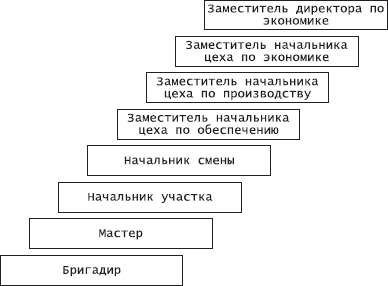 Заместитель директора по
экономике
Заместитель начальника
цеха по экономике
Заместитель начальника
цеха по производству
Заместитель начальника
цеха по обеспечению
Начальник смены
Начальник участка
Мастер
Бригадир